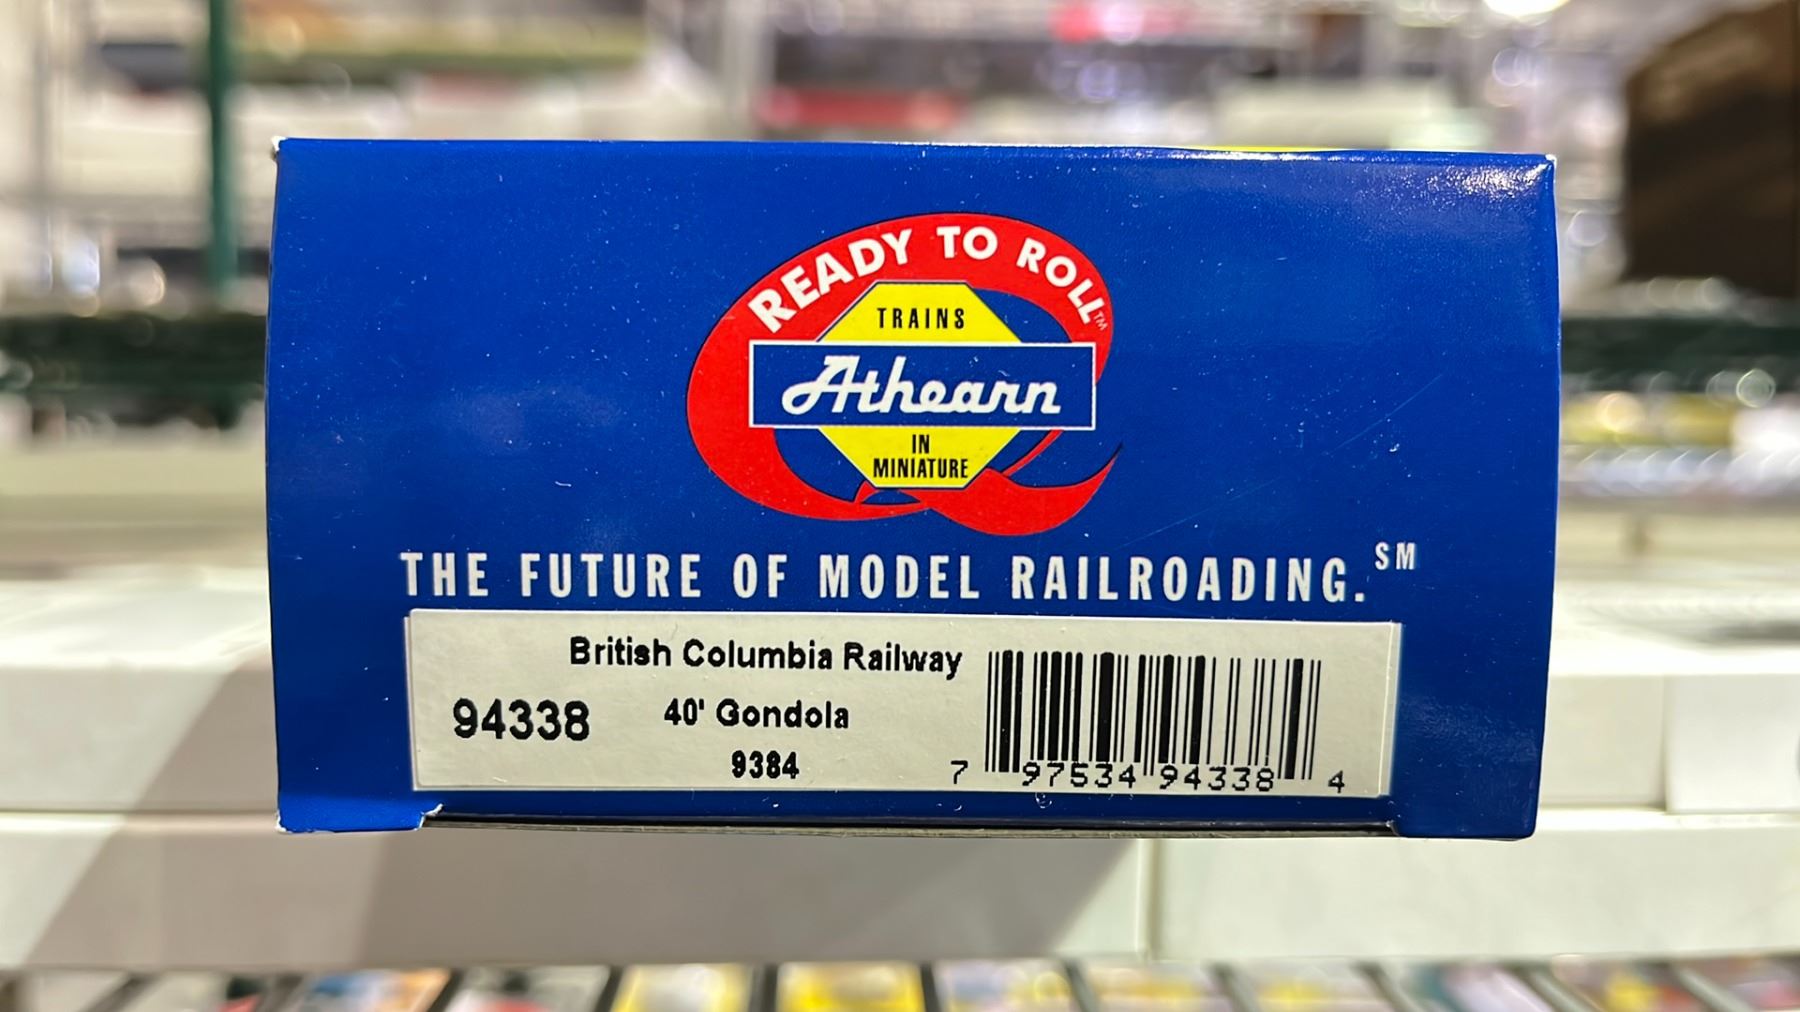 READY TO ROLL™
TRAINS
Athearn
IN
MINIATURE
THE FUTURE OF MODEL RAILROADING.℠
British Columbia Railway
94338 40' Gondola
9384
7 97534 94338 4